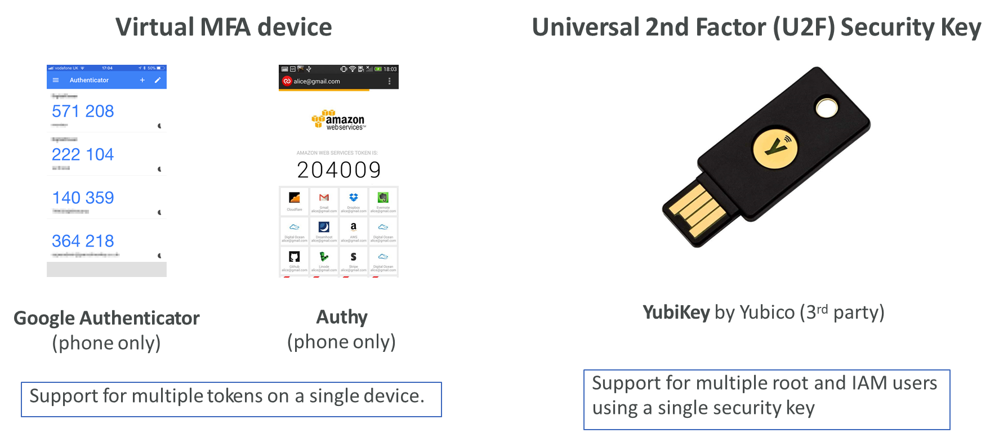 Virtual MFA device
Universal 2nd Factor (U2F) Security Key
vodafone UK 17:04 50%
Authenticator
571 208
222 104
140 359
364 218
18:03
alice@gmail.com
amazon
webservices™
AMAZON WEB SERVICES TOKEN IS:
204009
Cloudflare
Gmail
alice@gmail.com
Dropbox
alice@gmail.com
Evernote
alice@gmail.com
Digital Ocean
alice@gmail.com
Dreamhost
alice@gmail.com
a
AWS
alice@gmail.com
Digital Ocean
alice@gmail.com
Github
alice@gmail.com
Linode
alice@gmail.com
S
Stripe
alice@gmail.com
Digital Ocean
alice@gmail.com
y
Google Authenticator
(phone only)
Authy
(phone only)
YubiKey by Yubico (3rd party)
Support for multiple tokens on a single device.
Support for multiple root and IAM users
using a single security key